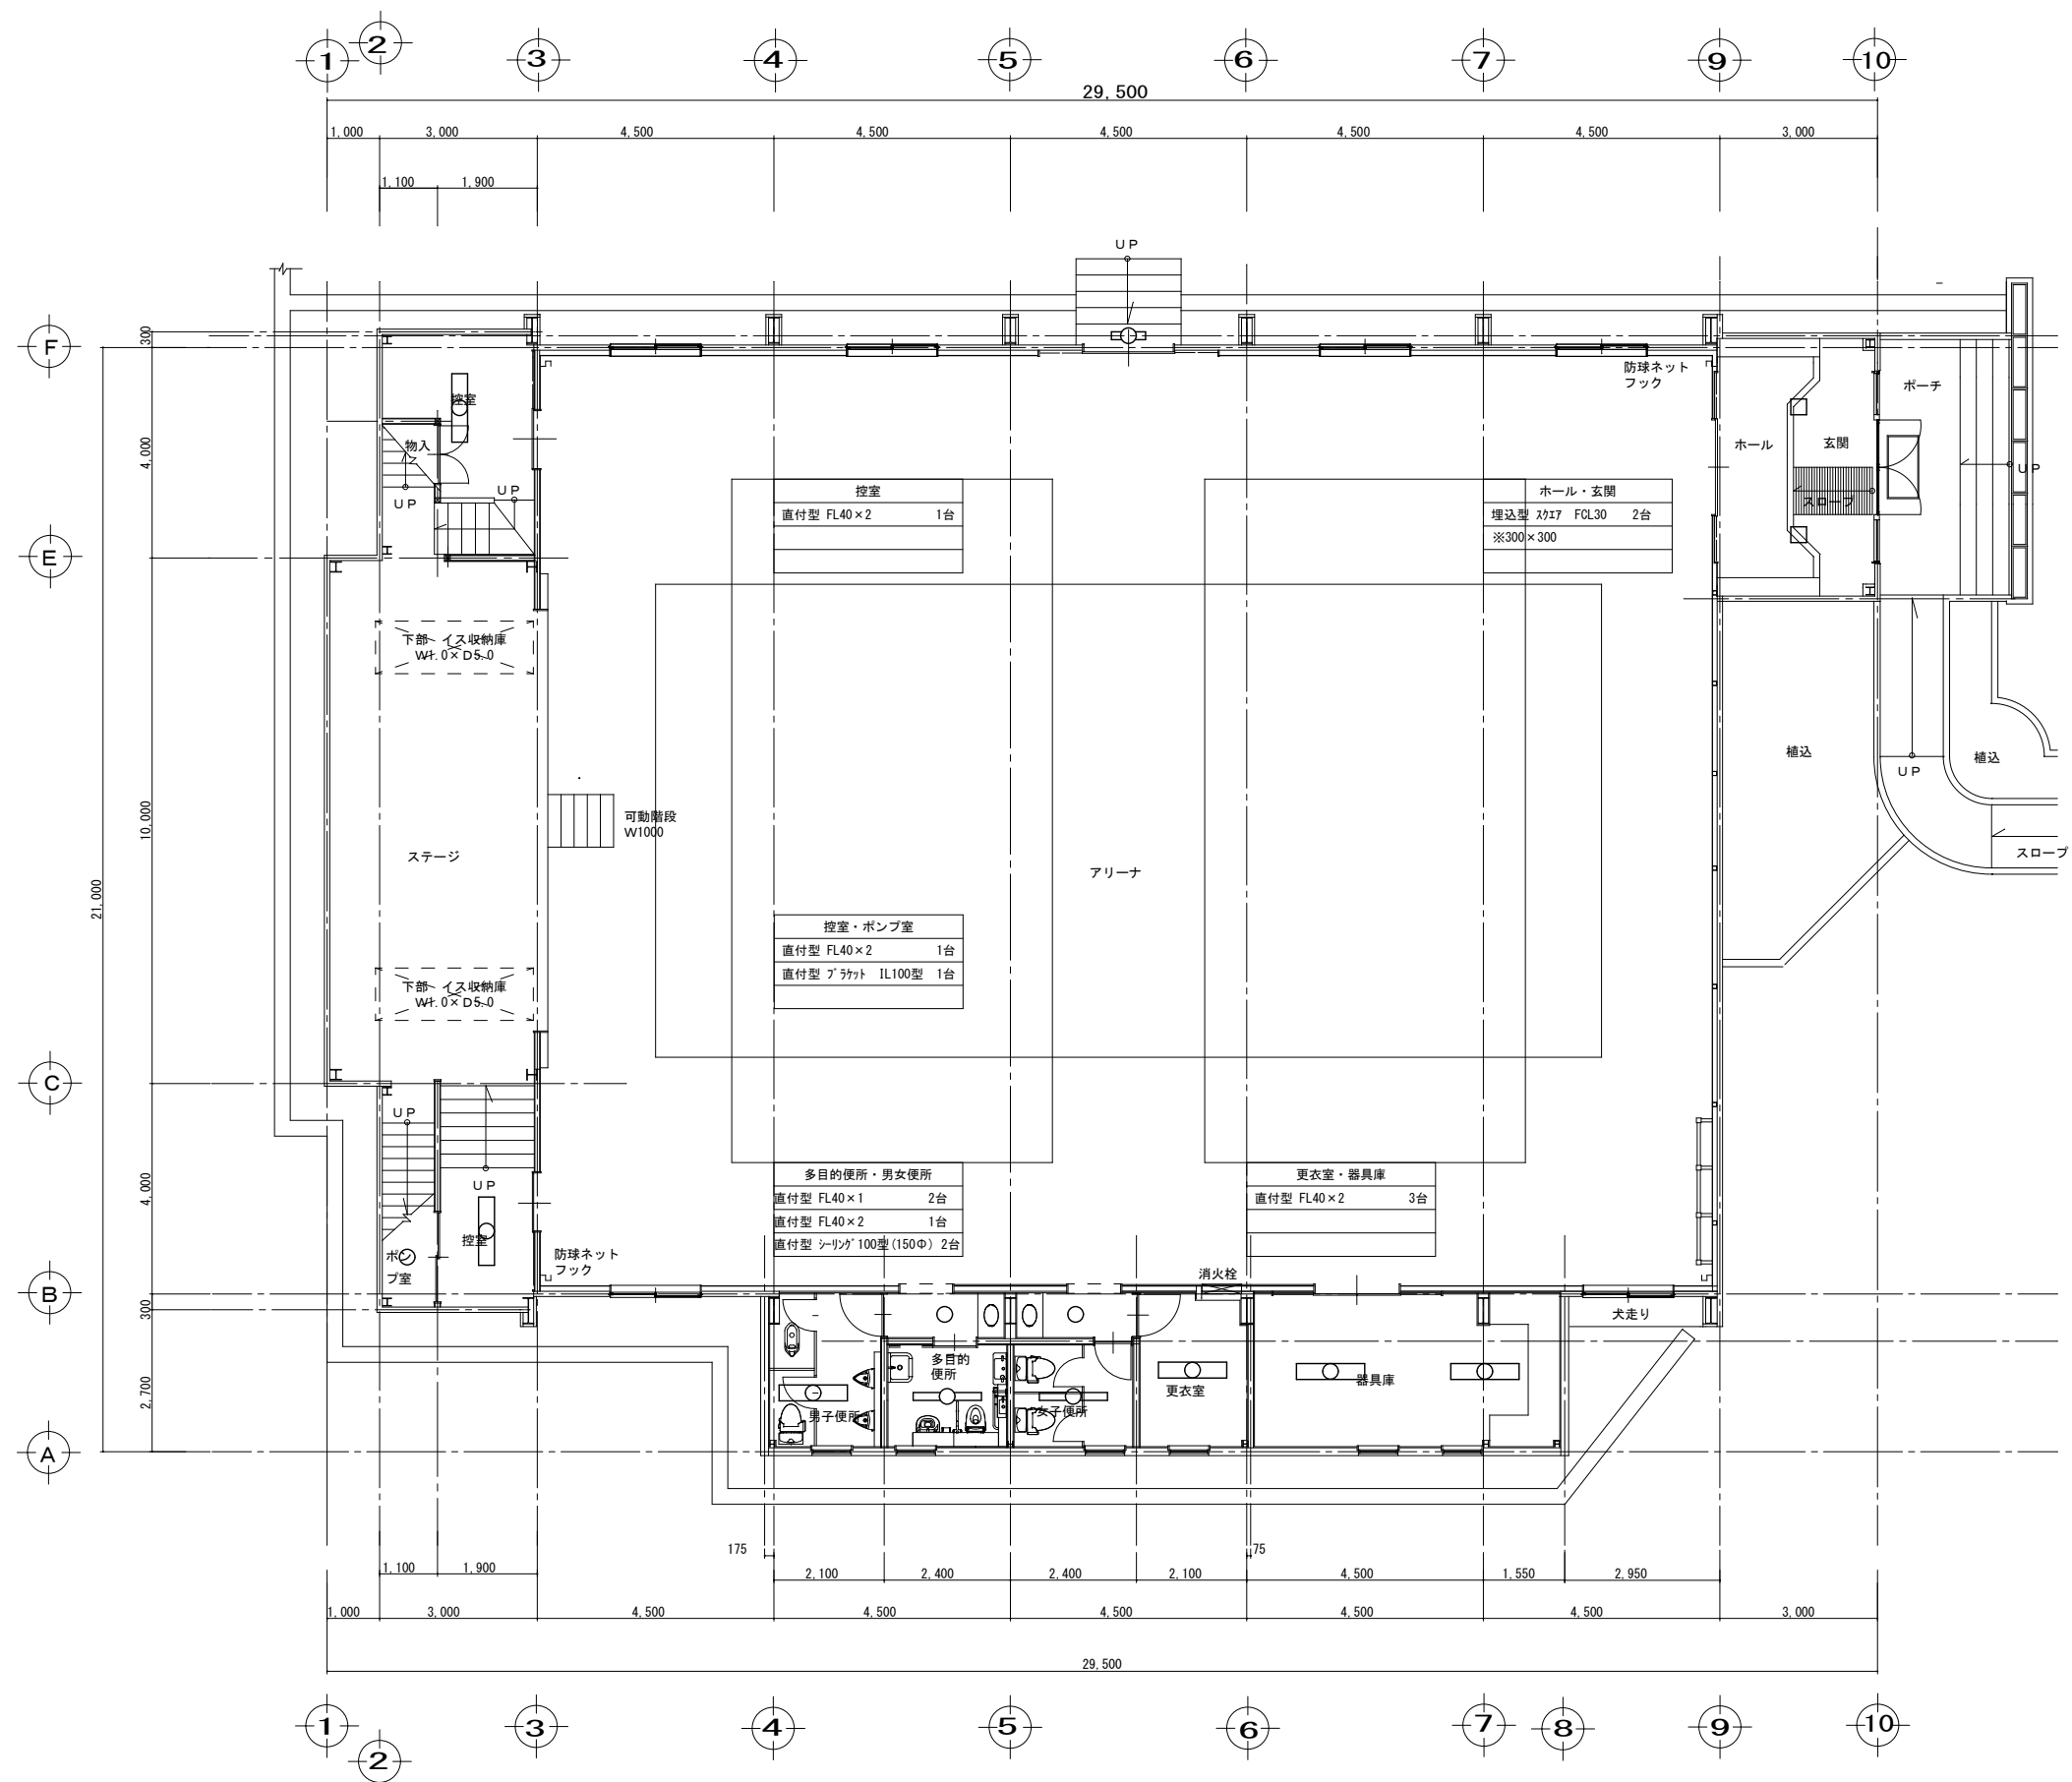 1
2
3
4
5
6
7
9
10
29,500
1,000
3,000
4,500
4,500
4,500
4,500
4,500
3,000
1,100
1,900
UP
F
300
防球ネット
フック
ポーチ
控室
物入
ホール
玄関
4,000
UP
UP
UP
スロープ
控室
直付型 FL40×2 1台
ホール・玄関
埋込型 スクエア FCL30 2台
※300×300
E
下部 イス収納庫
W1.0×D5.0
植込
植込
UP
10,000
可動階段
W1000
ステージ
アリーナ
スロープ
21,000
控室・ポンプ室
直付型 FL40×2 1台
直付型 ブラケット IL100型 1台
下部 イス収納庫
W1.0×D5.0
C
UP
UP
4,000
多目的便所・男女便所
直付型 FL40×1 2台
直付型 FL40×2 1台
直付型 シーリング100型(150Φ) 2台
更衣室・器具庫
直付型 FL40×2 3台
控室
ポン
プ室
防球ネット
フック
消火栓
B
300
犬走り
多目的
便所
男子便所
女子便所
更衣室
器具庫
2,700
A
175
75
1,100
1,900
2,100
2,400
2,400
2,100
4,500
1,550
2,950
1,000
3,000
4,500
4,500
4,500
4,500
4,500
3,000
29,500
1
2
3
4
5
6
7
8
9
10